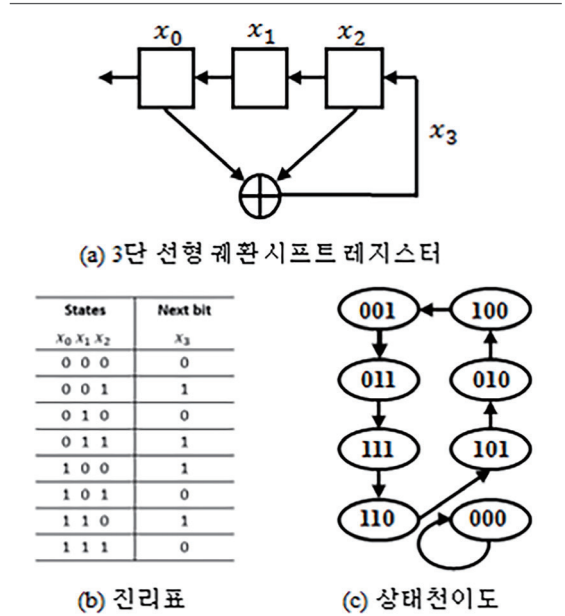 x₀ x₁ x₂
x₃
(a) 3단 선형 궤환 시프트 레지스터
States Next bit
x₀ x₁ x₂ x₃
0 0 0 0
0 0 1 1
0 1 0 0
0 1 1 1
1 0 0 1
1 0 1 0
1 1 0 1
1 1 1 0
(b) 진리표
001 100
011 010
111 101
110 000
(c) 상태천이도